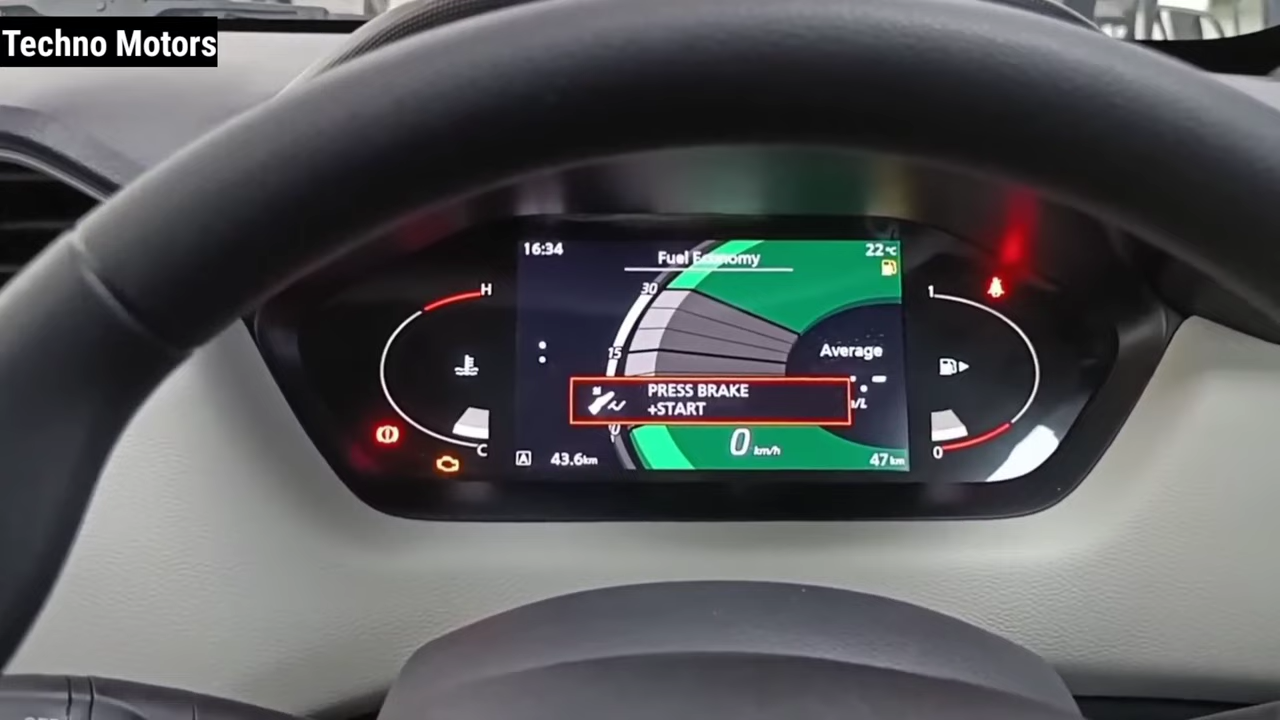 Techno Motors
16:34
Fuel Economy
22°C
H
30
1
15
Average
PRESS BRAKE
+START
0
0 km/h
C
0
A 43.6km
47 km